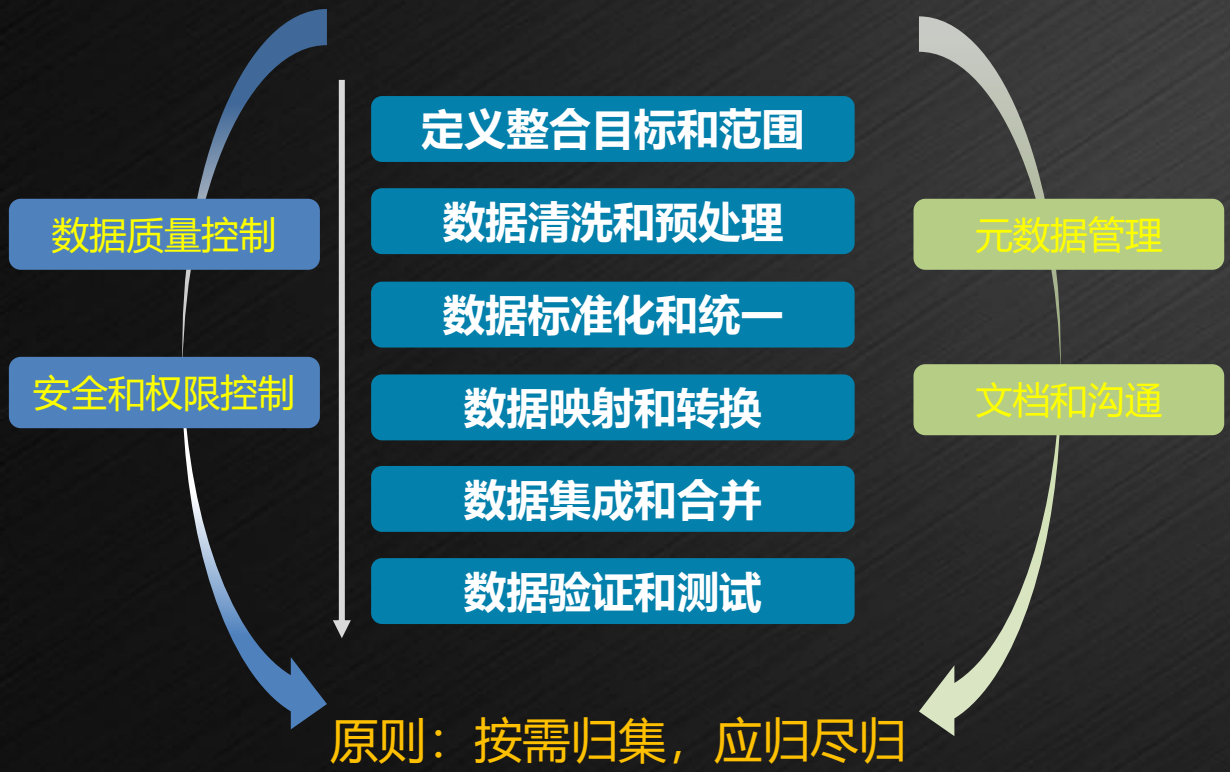 定义整合目标和范围
数据清洗和预处理
数据标准化和统一
数据映射和转换
数据集成和合并
数据验证和测试
数据质量控制
安全和权限控制
元数据管理
文档和沟通
原则：按需归集，应归尽归